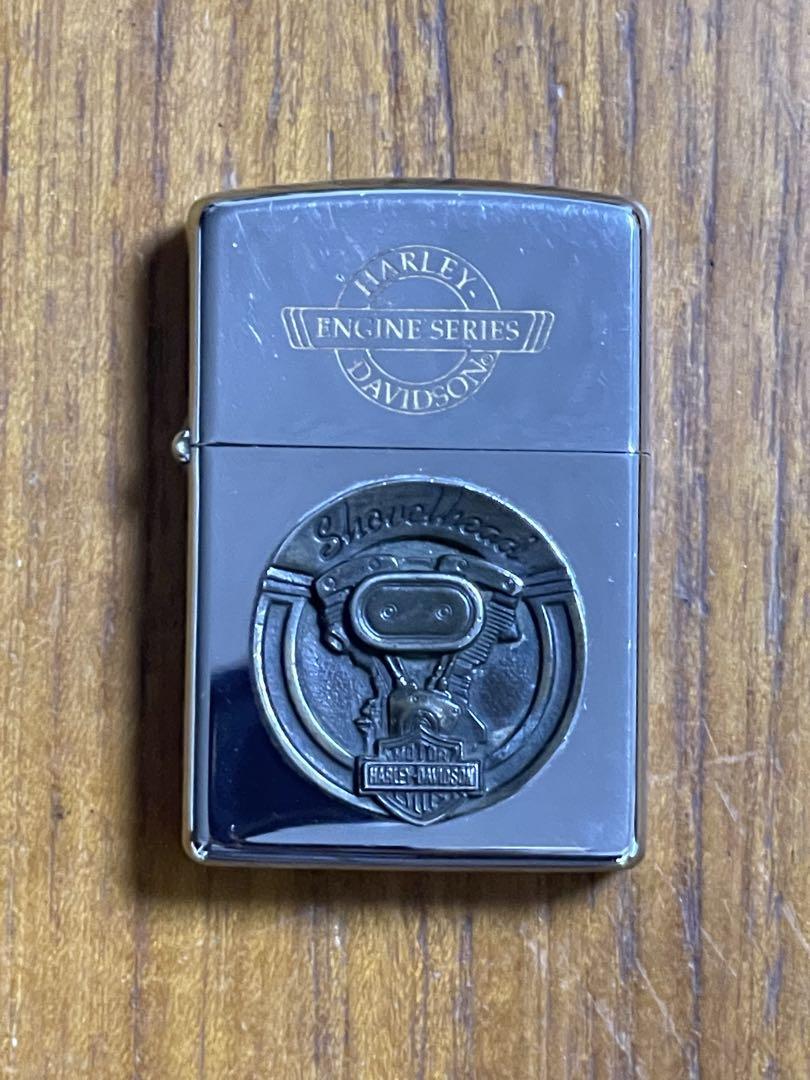 HARLEY-
ENGINE SERIES
DAVIDSON®
Shovelhead
MOTOR
HARLEY-DAVIDSON